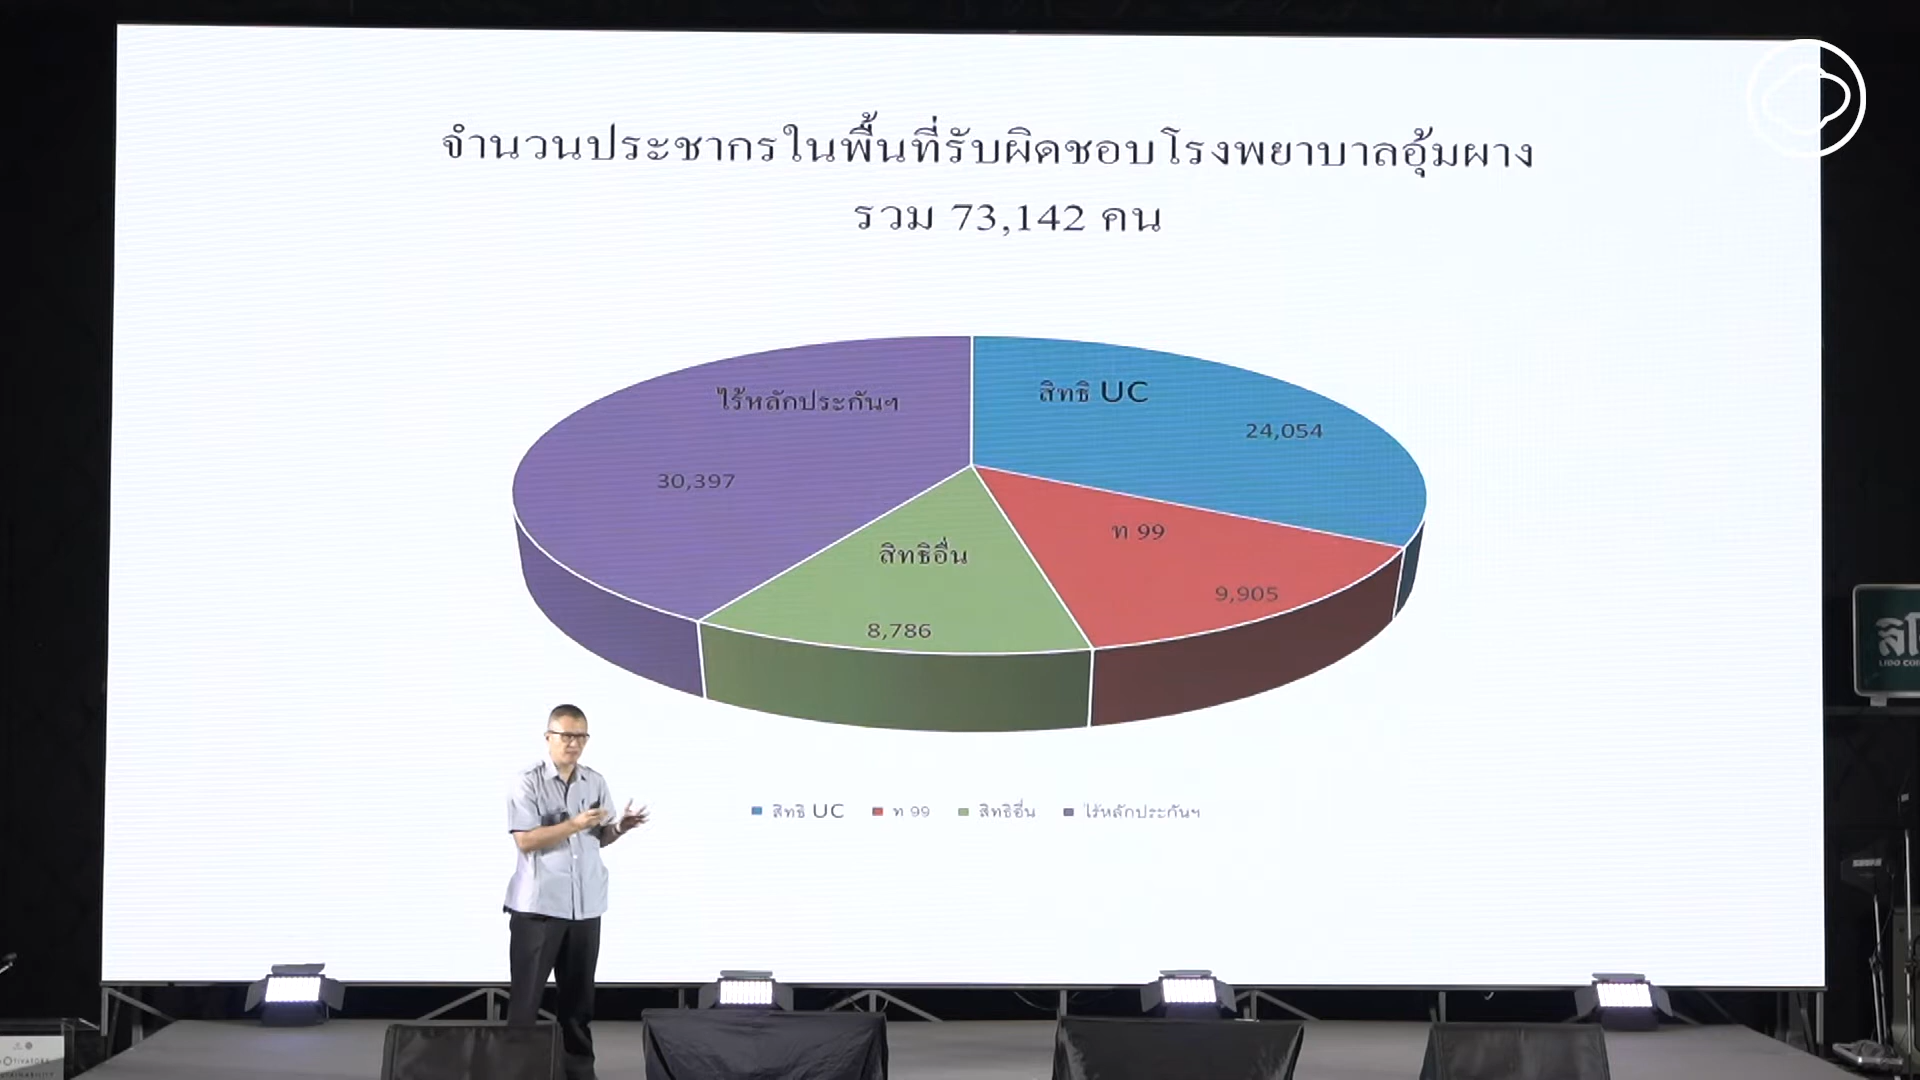 จำนวนประชากรในพื้นที่รับผิดชอบโรงพยาบาลอุ้มผาง
รวม 73,142 คน
ไร้หลักประกันฯ
สิทธิ UC
24,054
30,397
ท 99
สิทธิอื่น
9,905
8,786
สิทธิ UC
ท 99
สิทธิอื่น
ไร้หลักประกันฯ